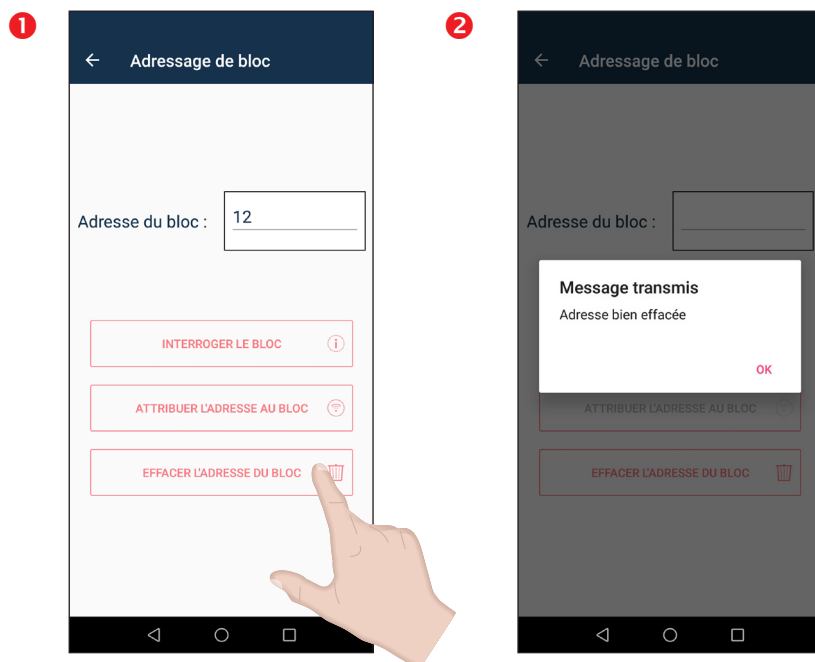 1
Adressage de bloc
Adresse du bloc :
12
INTERROGER LE BLOC
ATTRIBUER L'ADRESSE AU BLOC
EFFACER L'ADRESSE DU BLOC
2
Adressage de bloc
Adresse du bloc :
Message transmis
Adresse bien effacée
OK
ATTRIBUER L'ADRESSE AU BLOC
EFFACER L'ADRESSE DU BLOC